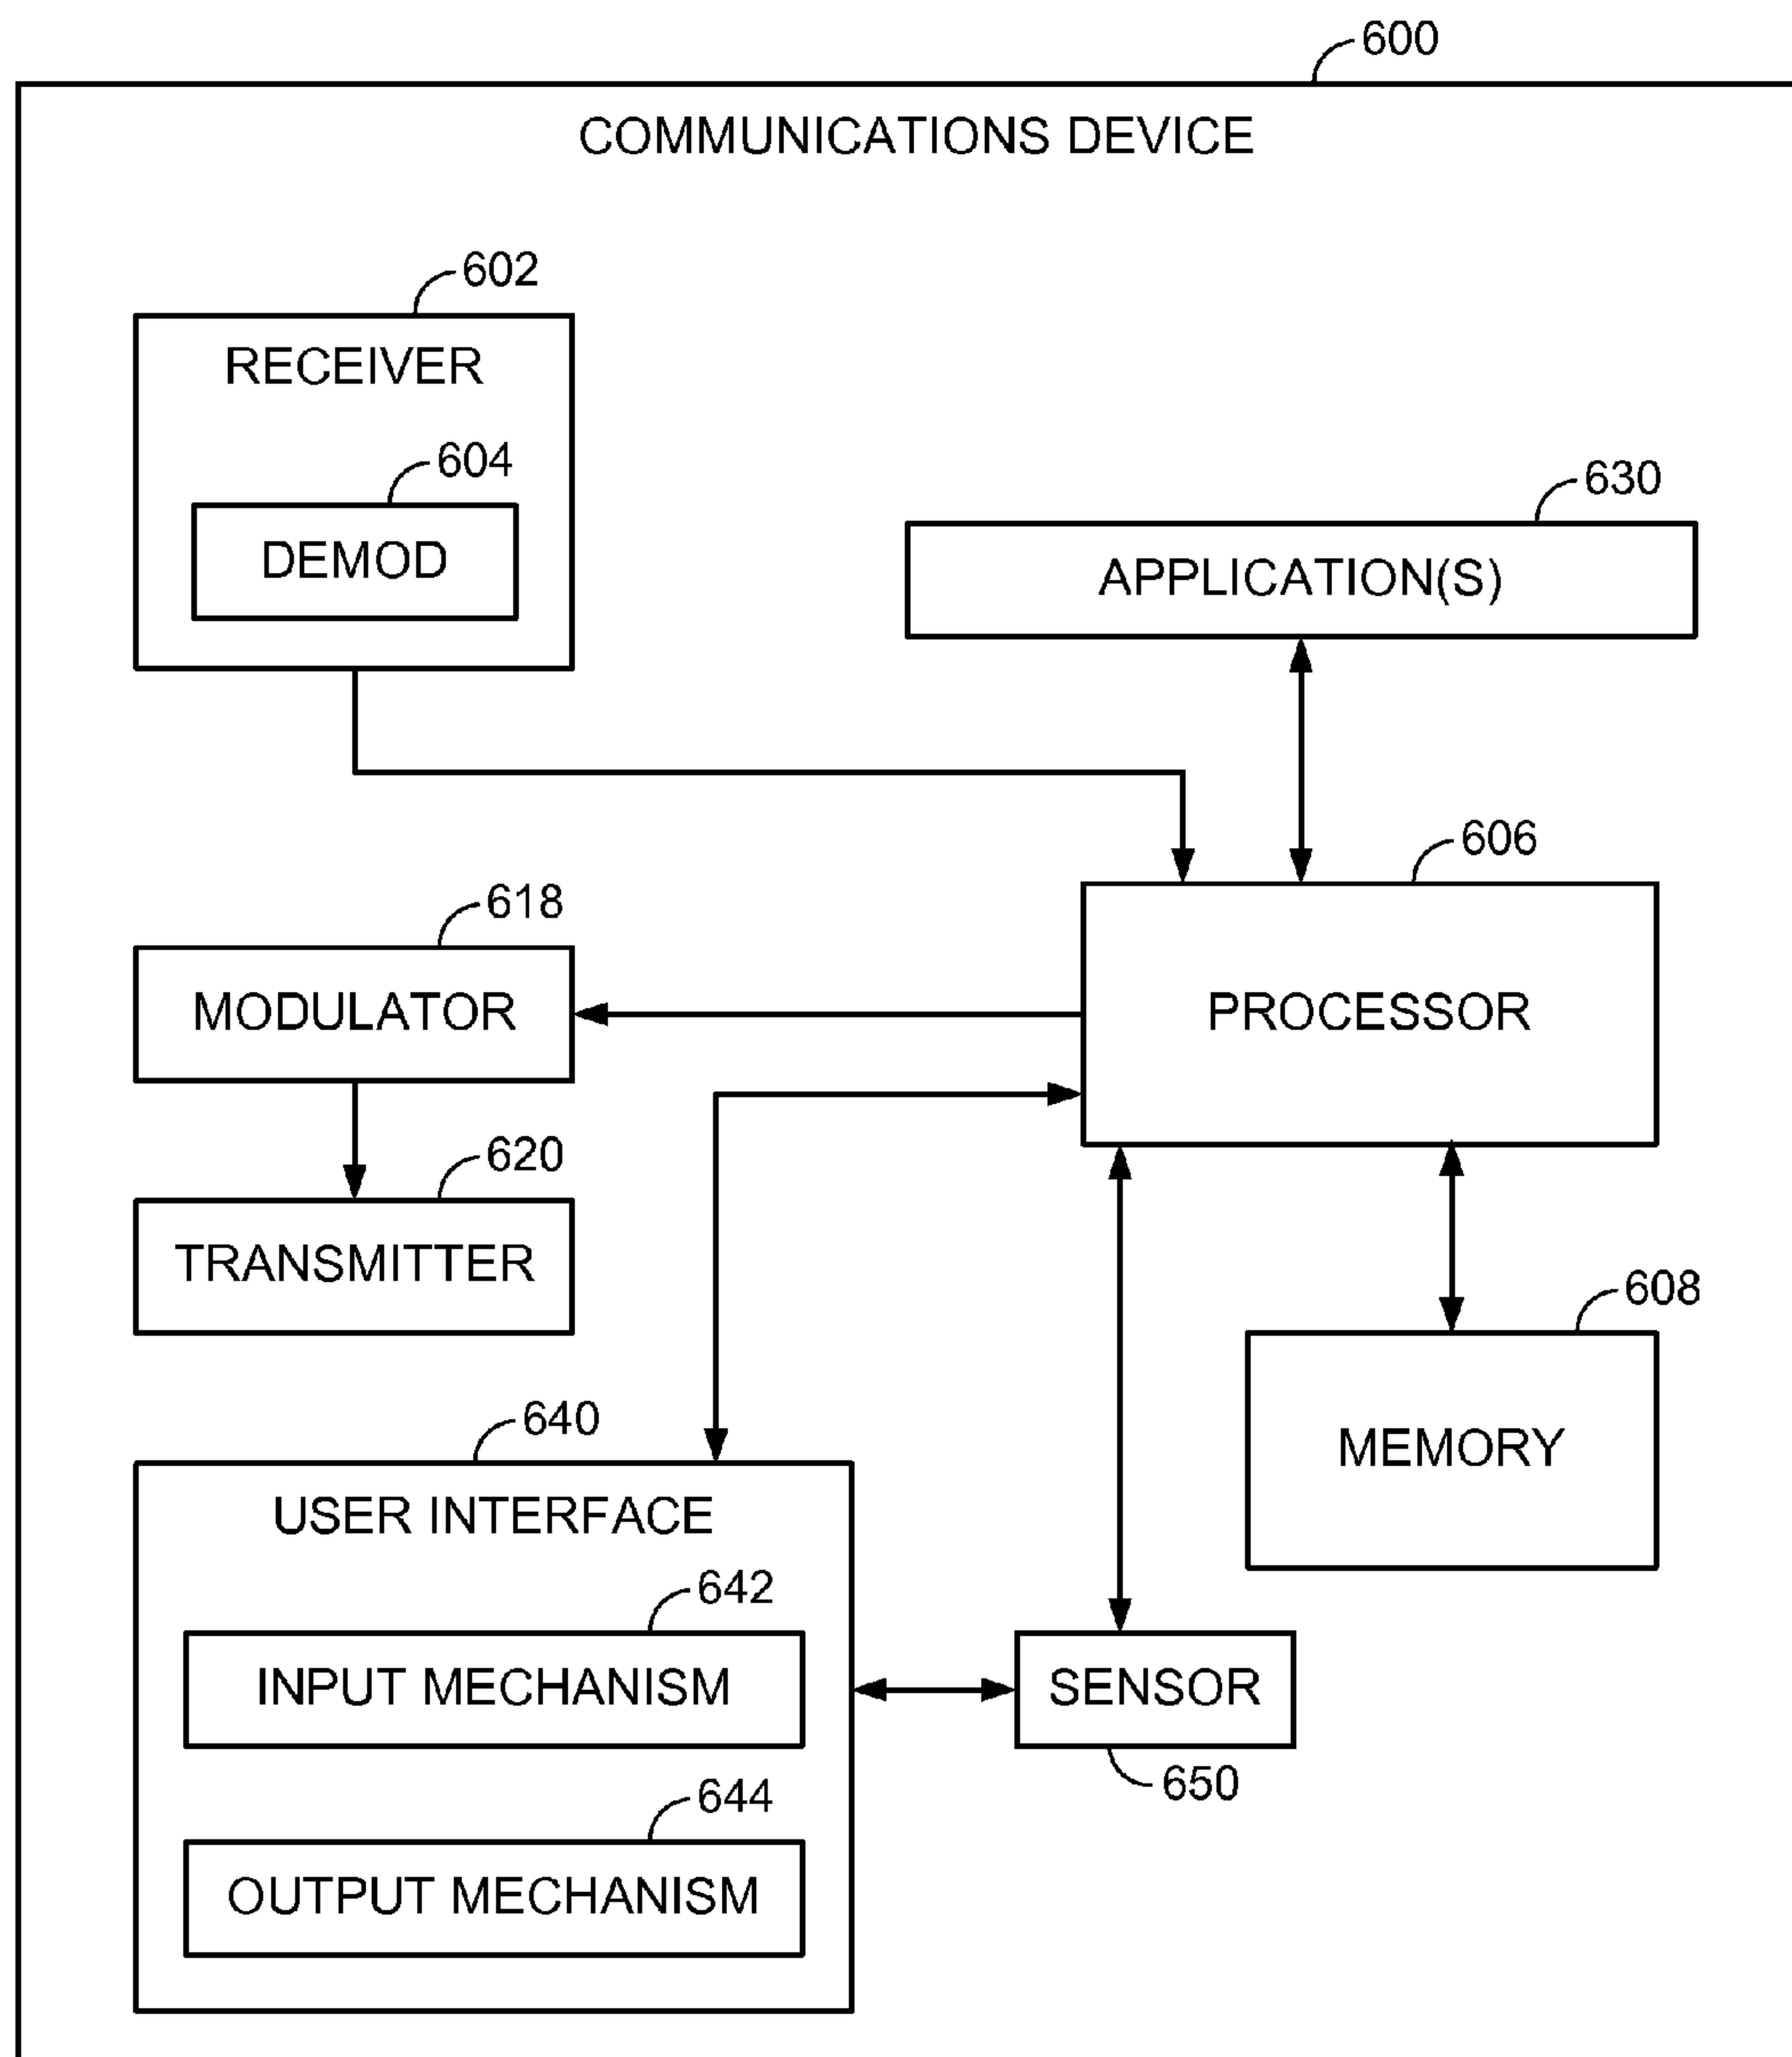 600
COMMUNICATIONS DEVICE
602
RECEIVER
604
DEMOD
630
APPLICATION(S)
606
PROCESSOR
618
MODULATOR
620
TRANSMITTER
608
MEMORY
640
USER INTERFACE
642
INPUT MECHANISM
SENSOR
650
644
OUTPUT MECHANISM